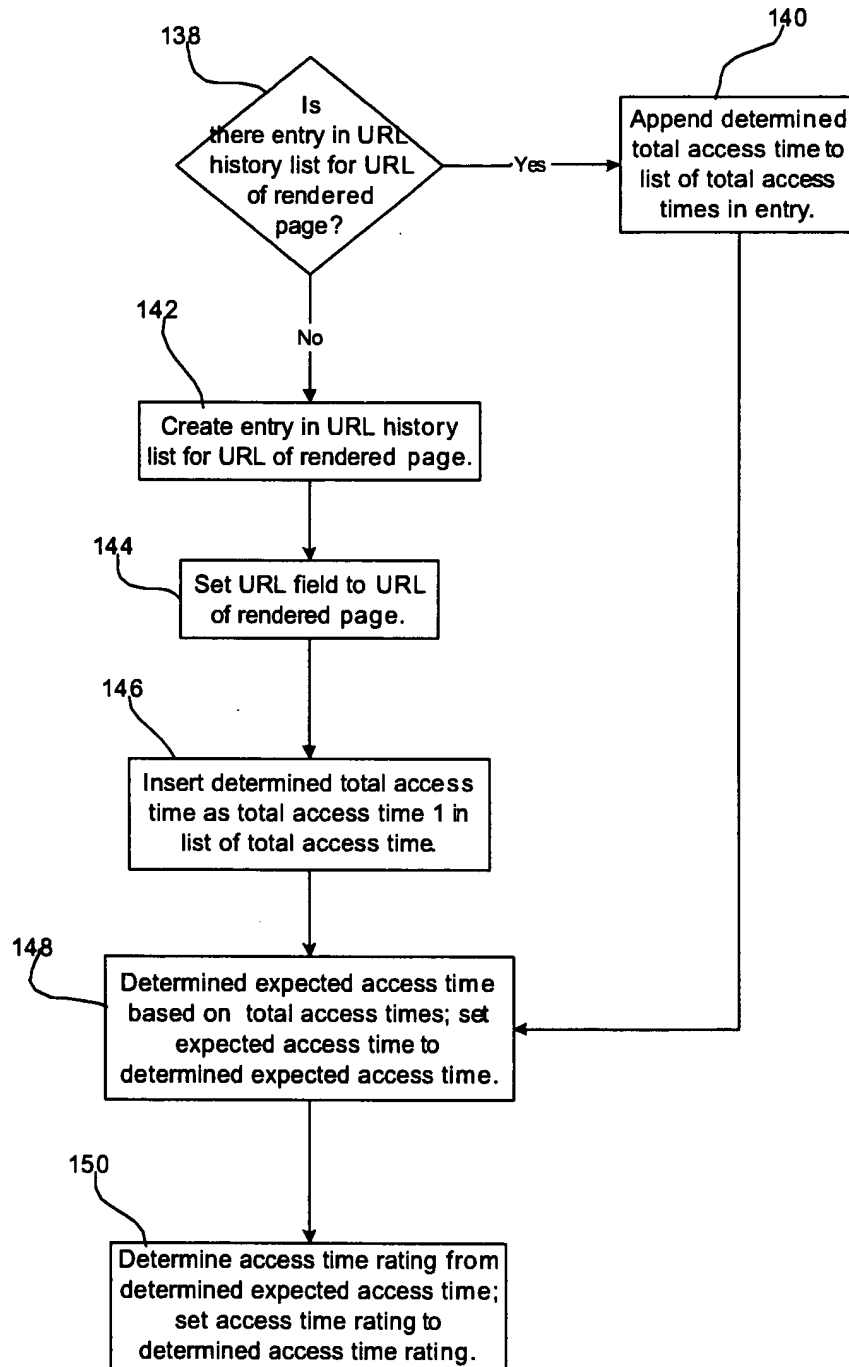 138
Is
there entry in URL
history list for URL
of rendered
page?
Yes
140
Append determined
total access time to
list of total access
times in entry.
No
142
Create entry in URL history
list for URL of rendered page.
144
Set URL field to URL
of rendered page.
146
Insert determined total access
time as total access time 1 in
list of total access time.
148
Determined expected access time
based on total access times; set
expected access time to
determined expected access time.
150
Determine access time rating from
determined expected access time;
set access time rating to
determined access time rating.